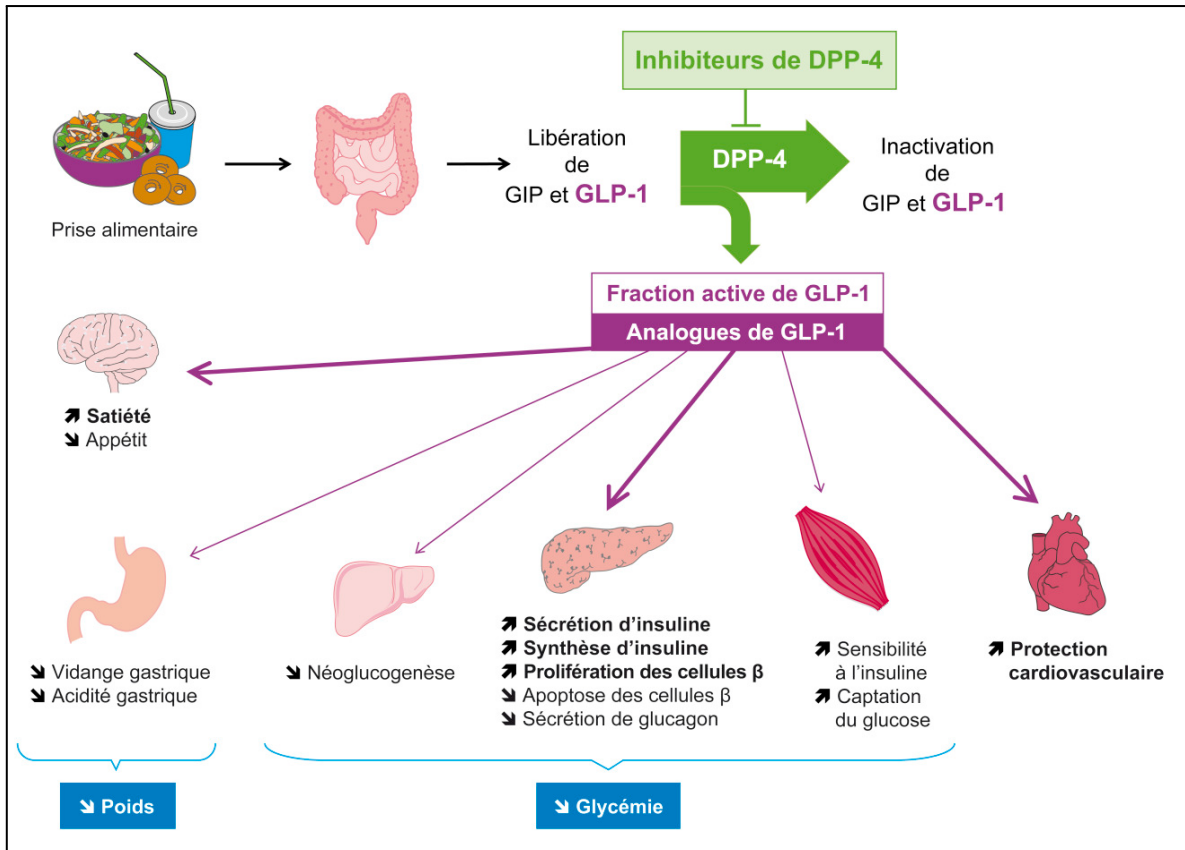 Inhibiteurs de DPP-4
Prise alimentaire
Libération
de
GIP et GLP-1
DPP-4
Inactivation
de
GIP et GLP-1
Fraction active de GLP-1
Analogues de GLP-1
↗ Satiété
↘ Appétit
↘ Vidange gastrique
↘ Acidité gastrique
↘ Néoglucogenèse
↗ Sécrétion d’insuline
↗ Synthèse d’insuline
↗ Prolifération des cellules β
↘ Apoptose des cellules β
↘ Sécrétion de glucagon
↗ Sensibilité
à l’insuline
↗ Captation
du glucose
↗ Protection
cardiovasculaire
↘ Poids
↘ Glycémie